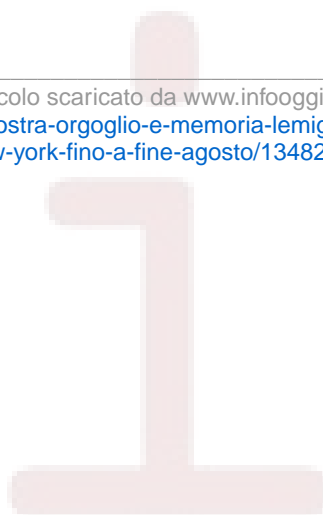 colo scaricato da www.infooggi
ostra-orgoglio-e-memoria-lemig
w-york-fino-a-fine-agosto/13482